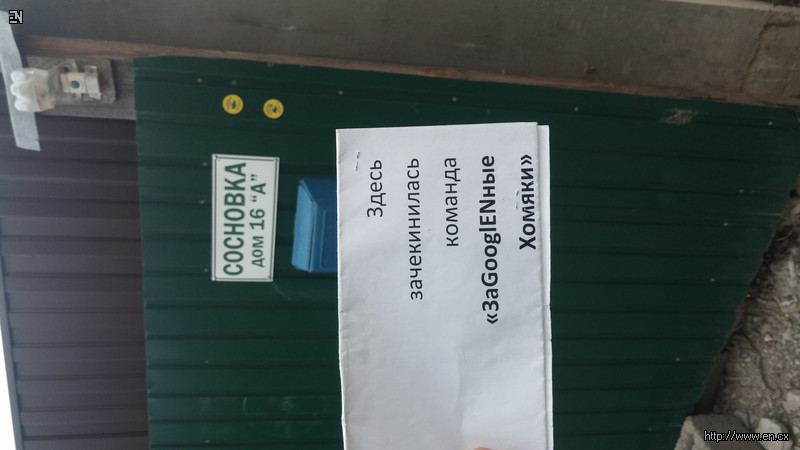 EN
СОСНОВКА
ДОМ 16 "А"
Здесь
зачекинилась
команда
«ЗаGooglENные
Хомяки»
http://www.en.cx